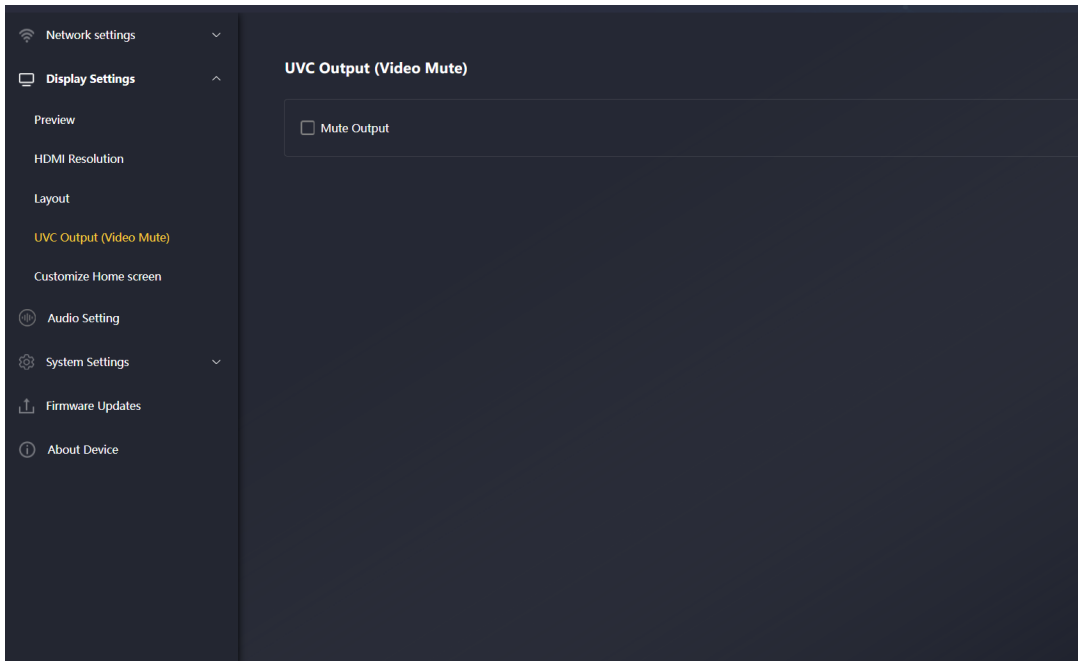 Network settings
Display Settings
Preview
HDMI Resolution
Layout
UVC Output (Video Mute)
Customize Home screen
Audio Setting
System Settings
Firmware Updates
About Device
UVC Output (Video Mute)
Mute Output